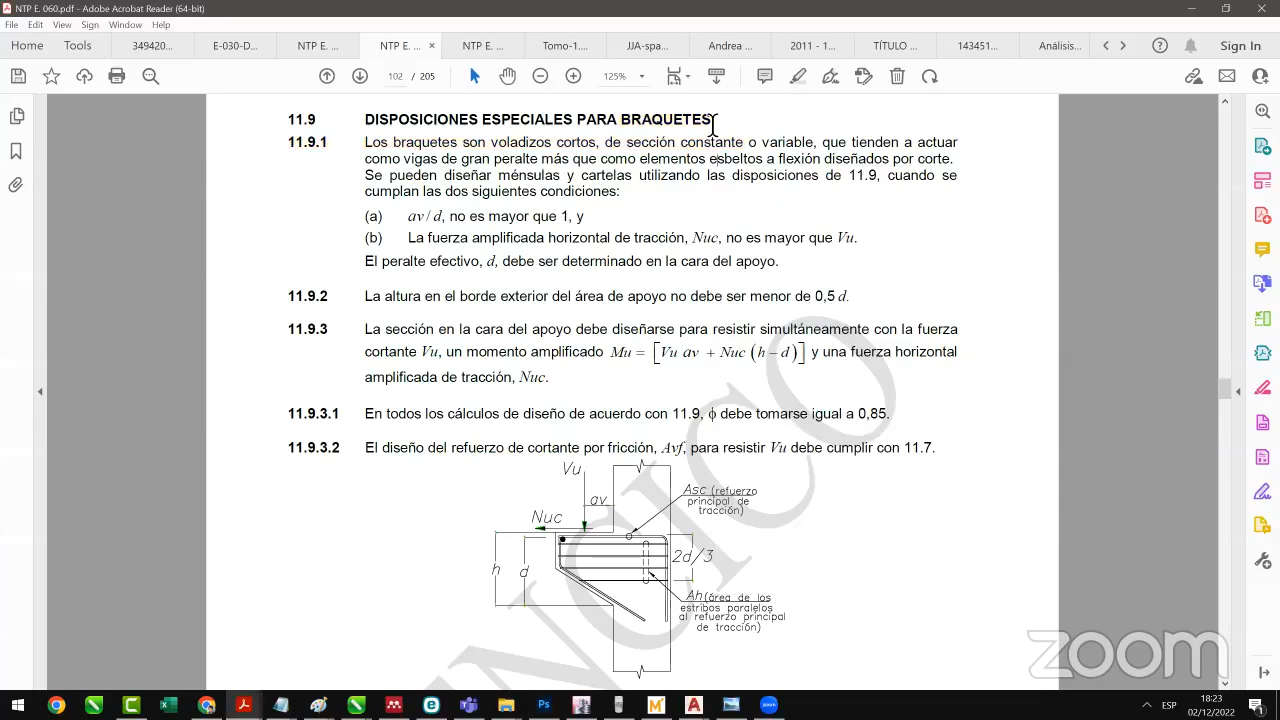 NTP E. 060.pdf - Adobe Acrobat Reader (64-bit)
File Edit View Sign Window Help
Home Tools 349420... E-030-D... NTP E. ... NTP E. ... × NTP E. ... Tomo-1.... JJA-spa... Andrea ... 2011 - 1... TÍTULO ... 143451... Análisis... Sign In
102 / 205 125%
11.9 DISPOSICIONES ESPECIALES PARA BRAQUETES
11.9.1 Los braquetes son voladizos cortos, de sección constante o variable, que tienden a actuar
como vigas de gran peralte más que como elementos esbeltos a flexión diseñados por corte.
Se pueden diseñar ménsulas y cartelas utilizando las disposiciones de 11.9, cuando se
cumplan las dos siguientes condiciones:
(a) av / d, no es mayor que 1, y
(b) La fuerza amplificada horizontal de tracción, Nuc, no es mayor que Vu.
El peralte efectivo, d, debe ser determinado en la cara del apoyo.
11.9.2 La altura en el borde exterior del área de apoyo no debe ser menor de 0,5 d.
11.9.3 La sección en la cara del apoyo debe diseñarse para resistir simultáneamente con la fuerza
cortante Vu, un momento amplificado Mu = [Vu av + Nuc (h − d)] y una fuerza horizontal
amplificada de tracción, Nuc.
11.9.3.1 En todos los cálculos de diseño de acuerdo con 11.9, ϕ debe tomarse igual a 0,85.
11.9.3.2 El diseño del refuerzo de cortante por fricción, Avf, para resistir Vu debe cumplir con 11.7.
Vu
av
Nuc
Asc (refuerzo
principal de
tracción)
h
d
2d/3
Ah (área de los
estribos paralelos
al refuerzo principal
de tracción)
zoom
ESP
18:23
02/12/2022